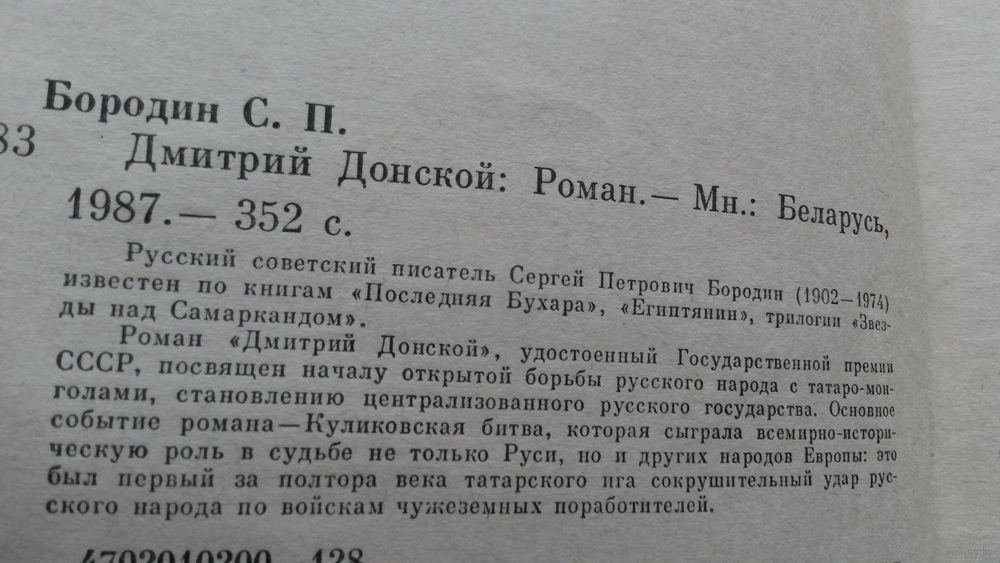 Бородин С. П.
83 Дмитрий Донской: Роман.— Мн.: Беларусь,
1987.— 352 с.
Русский советский писатель Сергей Петрович Бородин (1902—1974)
известен по книгам «Последняя Бухара», «Египтянин», трилогии «Звез-
ды над Самаркандом».
Роман «Дмитрий Донской», удостоенный Государственной премии
СССР, посвящен началу открытой борьбы русского народа с татаро-мон-
голами, становлению централизованного русского государства. Основное
событие романа—Куликовская битва, которая сыграла всемирно-истори-
ческую роль в судьбе не только Руси, но и других народов Европы: это
был первый за полтора века татарского ига сокрушительный удар рус-
ского народа по войскам чужеземных поработителей.
4702010200—128